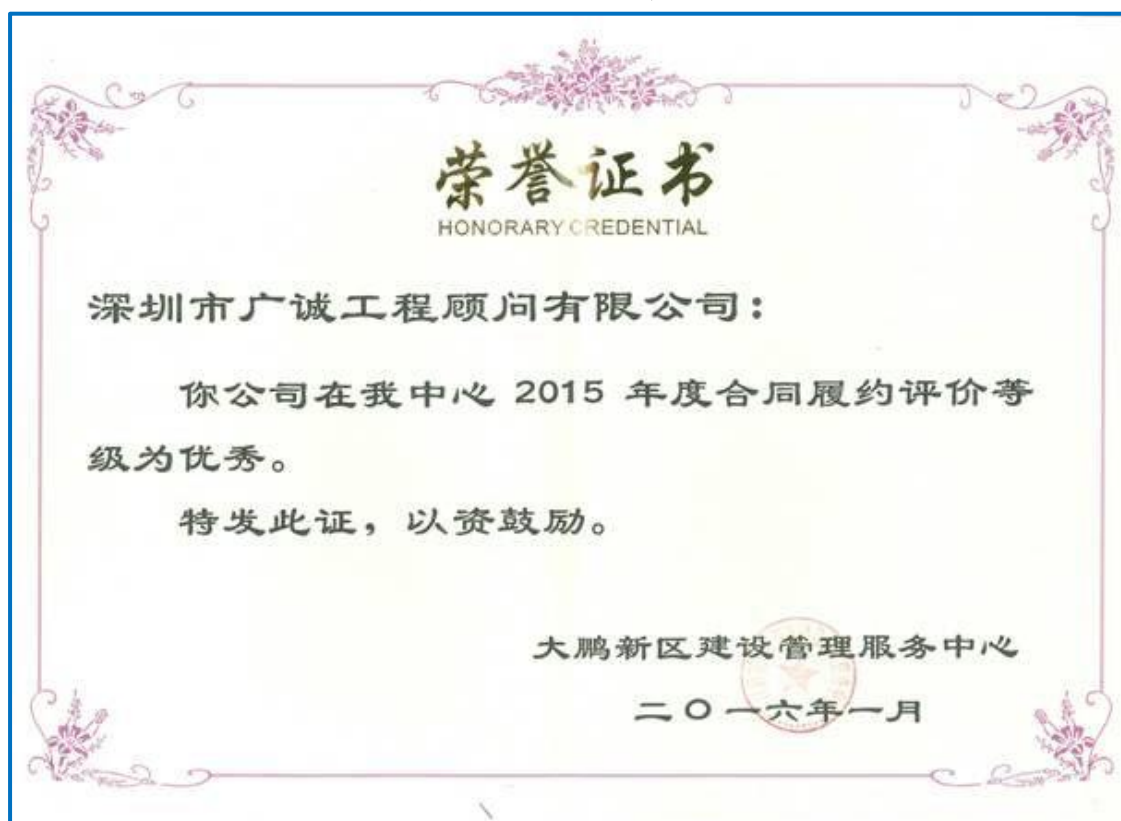 荣誉证书
HONORARY CREDENTIAL
深圳市广诚工程顾问有限公司：
你公司在我中心 2015 年度合同履约评价等
级为优秀。
特发此证，以资鼓励。
大鹏新区建设管理服务中心
二〇一六年一月